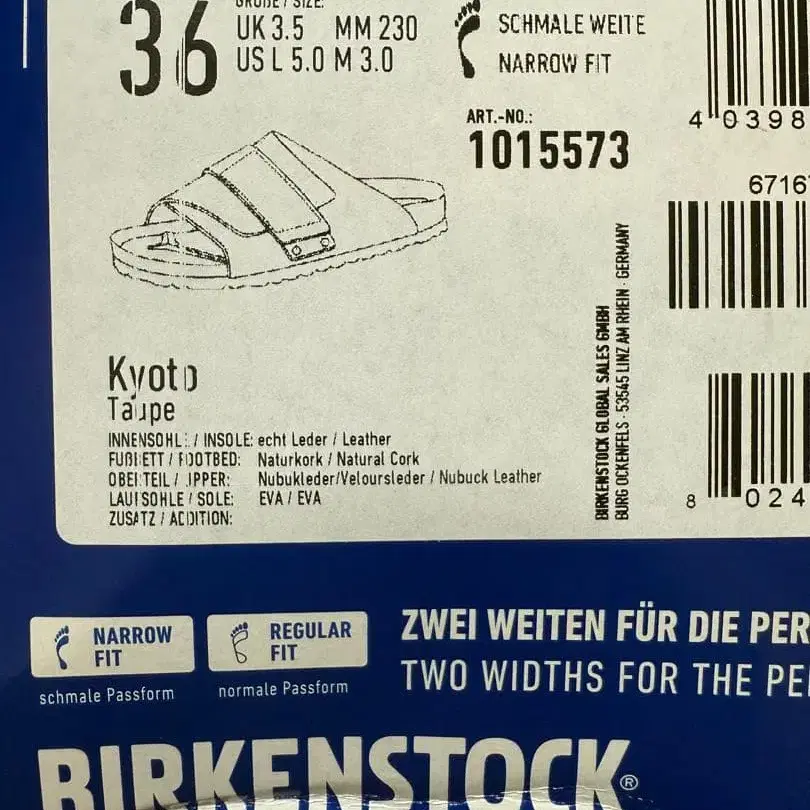 36
GRÖßE / SIZE:
UK 3.5 MM 230
US L 5.0 M 3.0
SCHMALE WEITE
NARROW FIT
ART.-NO.:
1015573
4 0398
6716
Kyoto
Taupe
INNENSOHLE / INSOLE: echt Leder / Leather
FUßBETT / FOOTBED: Naturkork / Natural Cork
OBERTEIL / UPPER: Nubukleder/Veloursleder / Nubuck Leather
LAUFSOHLE / SOLE: EVA / EVA
ZUSATZ / ADDITION:
BIRKENSTOCK GLOBAL SALES GMBH
BURG OCKENFELS · 53545 LINZ AM RHEIN · GERMANY
8 024
NARROW
FIT
schmale Passform
REGULAR
FIT
normale Passform
ZWEI WEITEN FÜR DIE PER
TWO WIDTHS FOR THE PE
BIRKENSTOCK®